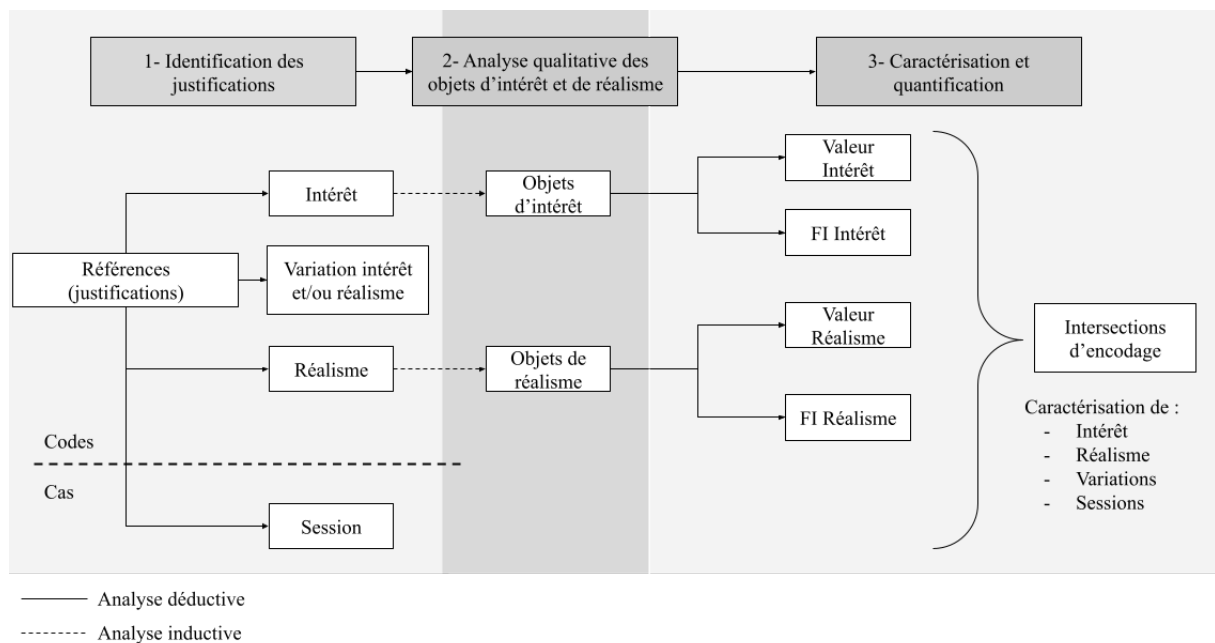 1- Identification des
justifications
2- Analyse qualitative des
objets d’intérêt et de réalisme
3- Caractérisation et
quantification
Intérêt
Objets
d’intérêt
Valeur
Intérêt
FI Intérêt
Références
(justifications)
Variation intérêt
et/ou réalisme
Réalisme
Objets de
réalisme
Valeur
Réalisme
FI Réalisme
Intersections
d’encodage
Caractérisation de :
- Intérêt
- Réalisme
- Variations
- Sessions
Codes
Cas
Session
Analyse déductive
Analyse inductive